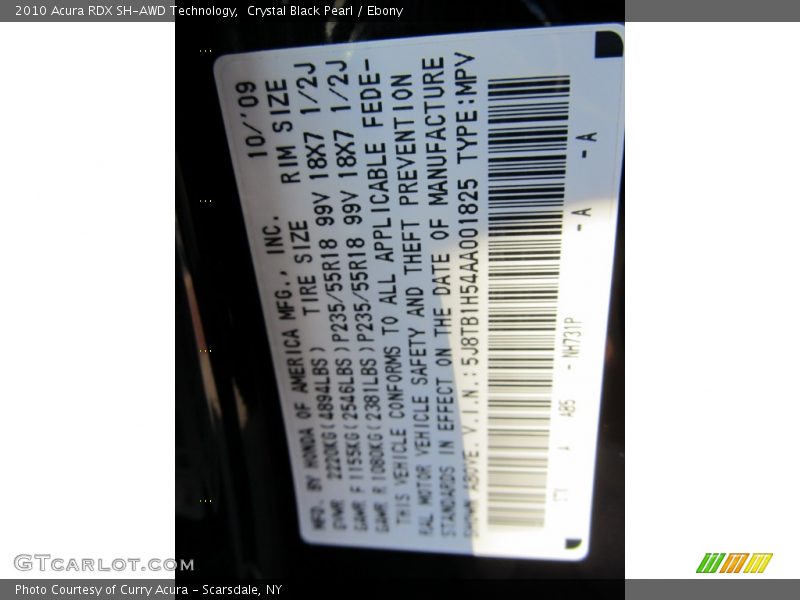 2010 Acura RDX SH-AWD Technology,  Crystal Black Pearl / Ebony
MFD. BY HONDA OF AMERICA MFG., INC. 10/'09
TIRE SIZE RIM SIZE
GVWR 2220KG(4894LBS)
GAWR F 1155KG(2546LBS)P235/55R18 99V 18X7 1/2J
GAWR R1080KG(2381LBS)P235/55R18 99V 18X7 1/2J
THIS VEHICLE CONFORMS TO ALL APPLICABLE FEDE-
RAL MOTOR VEHICLE SAFETY AND THEFT PREVENTION
STANDARDS IN EFFECT ON THE DATE OF MANUFACTURE
SHOWN ABOVE. V.I.N.:5J8TB1H54AA001825 TYPE:MPV
A A85 - NH731P - A - A
GTCARLOT.COM
Photo Courtesy of Curry Acura - Scarsdale, NY